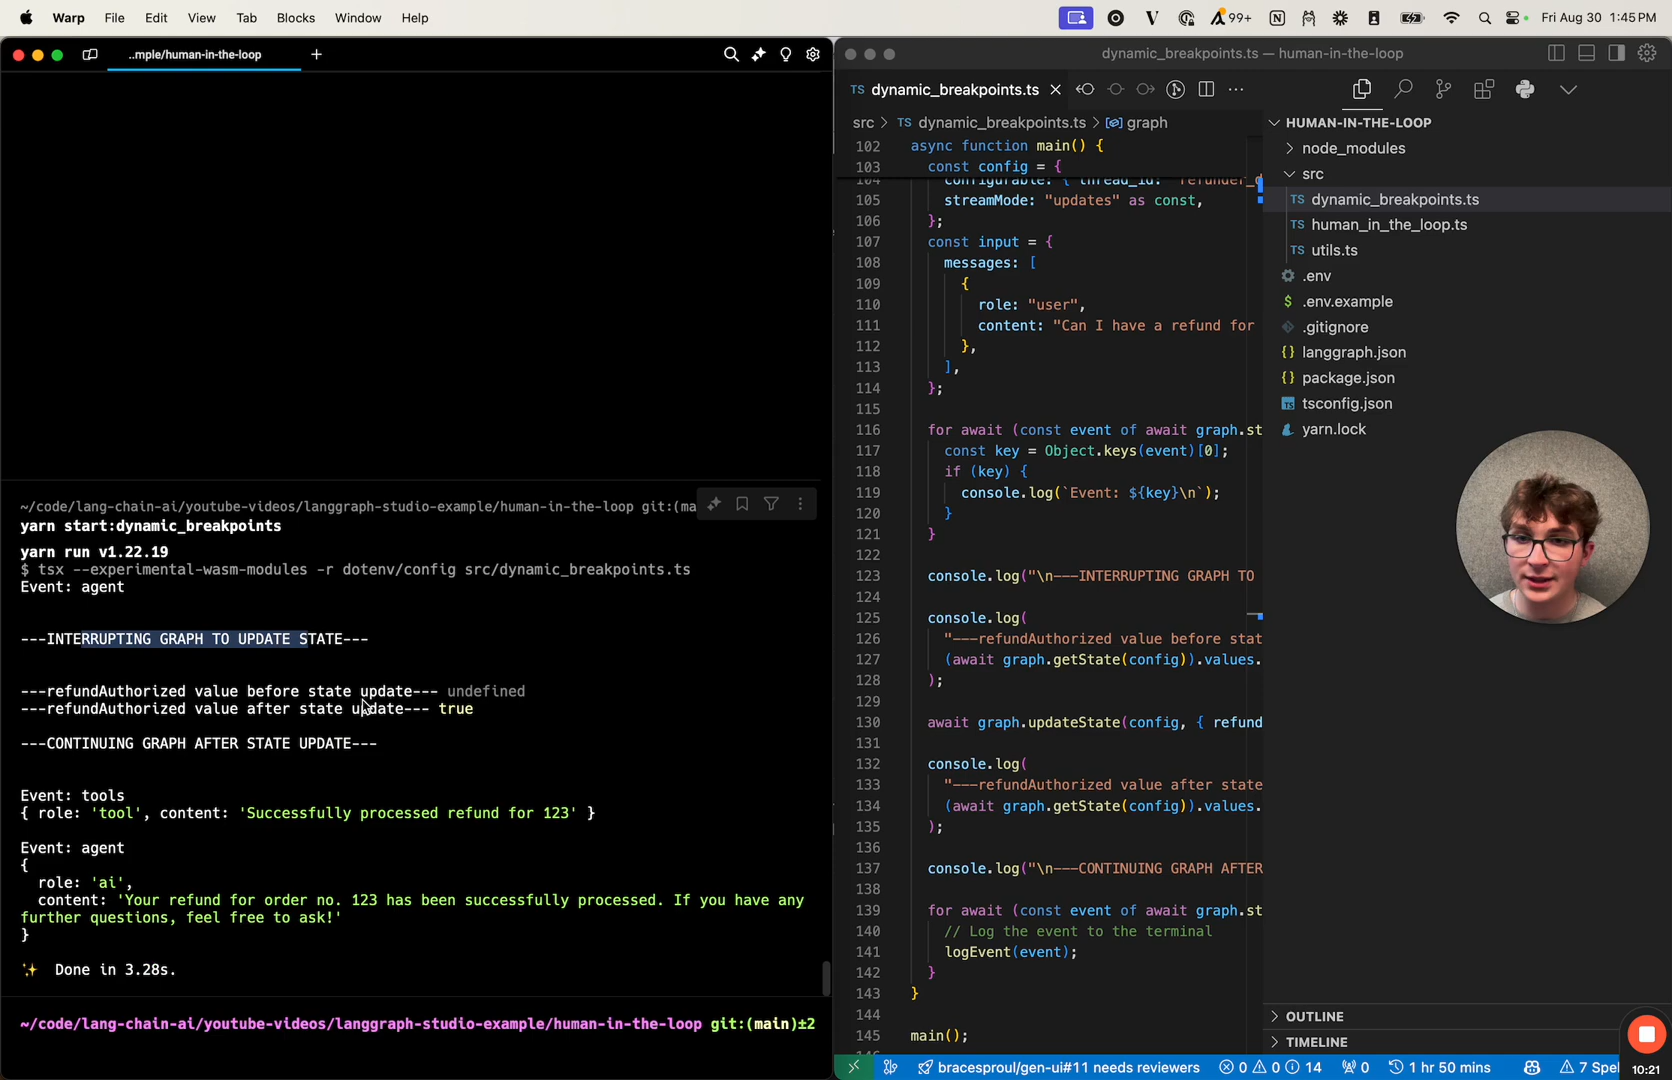 Warp File Edit View Tab Blocks Window Help
99+ Fri Aug 30 1:45 PM
..mple/human-in-the-loop
~/code/lang-chain-ai/youtube-videos/langgraph-studio-example/human-in-the-loop git:(ma
yarn start:dynamic_breakpoints
yarn run v1.22.19
$ tsx --experimental-wasm-modules -r dotenv/config src/dynamic_breakpoints.ts
Event: agent
---INTERRUPTING GRAPH TO UPDATE STATE---
---refundAuthorized value before state update--- undefined
---refundAuthorized value after state update--- true
---CONTINUING GRAPH AFTER STATE UPDATE---
Event: tools
{ role: 'tool', content: 'Successfully processed refund for 123' }
Event: agent
{
role: 'ai',
content: 'Your refund for order no. 123 has been successfully processed. If you have any
further questions, feel free to ask!'
}
✨ Done in 3.28s.
~/code/lang-chain-ai/youtube-videos/langgraph-studio-example/human-in-the-loop git:(main)±2
dynamic_breakpoints.ts — human-in-the-loop
TS dynamic_breakpoints.ts
src > TS dynamic_breakpoints.ts > graph
102 async function main() {
103 const config = {
104 configurable: { thread_id: "refunder_d
105 streamMode: "updates" as const,
106 };
107 const input = {
108 messages: [
109 {
110 role: "user",
111 content: "Can I have a refund for
112 },
113 ],
114 };
115
116 for await (const event of await graph.st
117 const key = Object.keys(event)[0];
118 if (key) {
119 console.log(`Event: ${key}\n`);
120 }
121 }
122
123 console.log("\n---INTERRUPTING GRAPH TO
124
125 console.log(
126 "---refundAuthorized value before stat
127 (await graph.getState(config)).values.
128 );
129
130 await graph.updateState(config, { refund
131
132 console.log(
133 "---refundAuthorized value after state
134 (await graph.getState(config)).values.
135 );
136
137 console.log("\n---CONTINUING GRAPH AFTER
138
139 for await (const event of await graph.st
140 // Log the event to the terminal
141 logEvent(event);
142 }
143 }
144
145 main();
HUMAN-IN-THE-LOOP
node_modules
src
TS dynamic_breakpoints.ts
TS human_in_the_loop.ts
TS utils.ts
.env
$ .env.example
.gitignore
{} langgraph.json
{} package.json
TS tsconfig.json
yarn.lock
OUTLINE
TIMELINE
bracesproul/gen-ui#11 needs reviewers 0 0 14 0 1 hr 50 mins 7 Spel
10:21